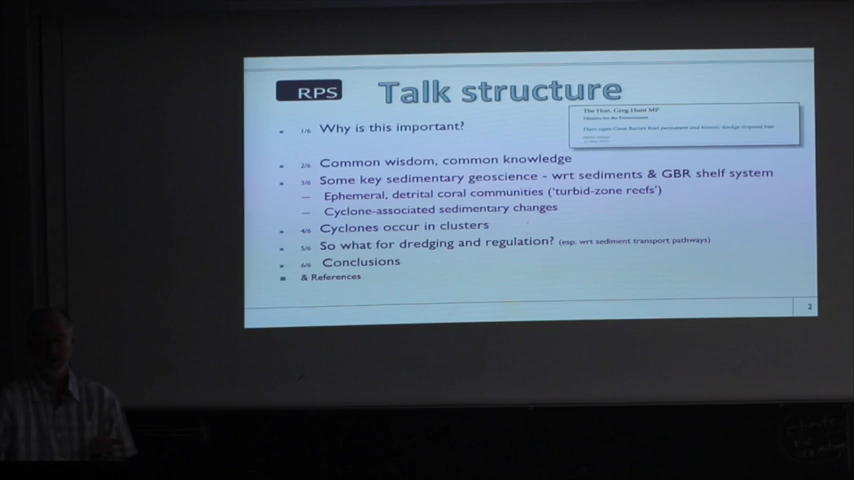 RPS
Talk structure
The Hon. Greg Hunt MP
Minister for the Environment
Hunt signs Great Barrier Reef permanent and historic dredge disposal ban
1/6 Why is this important?
2/6 Common wisdom, common knowledge
3/6 Some key sedimentary geoscience - wrt sediments & GBR shelf system
— Ephemeral, detrital coral communities ('turbid-zone reefs')
— Cyclone-associated sedimentary changes
4/6 Cyclones occur in clusters
5/6 So what for dredging and regulation? (esp. wrt sediment transport pathways)
6/6 Conclusions
& References
2